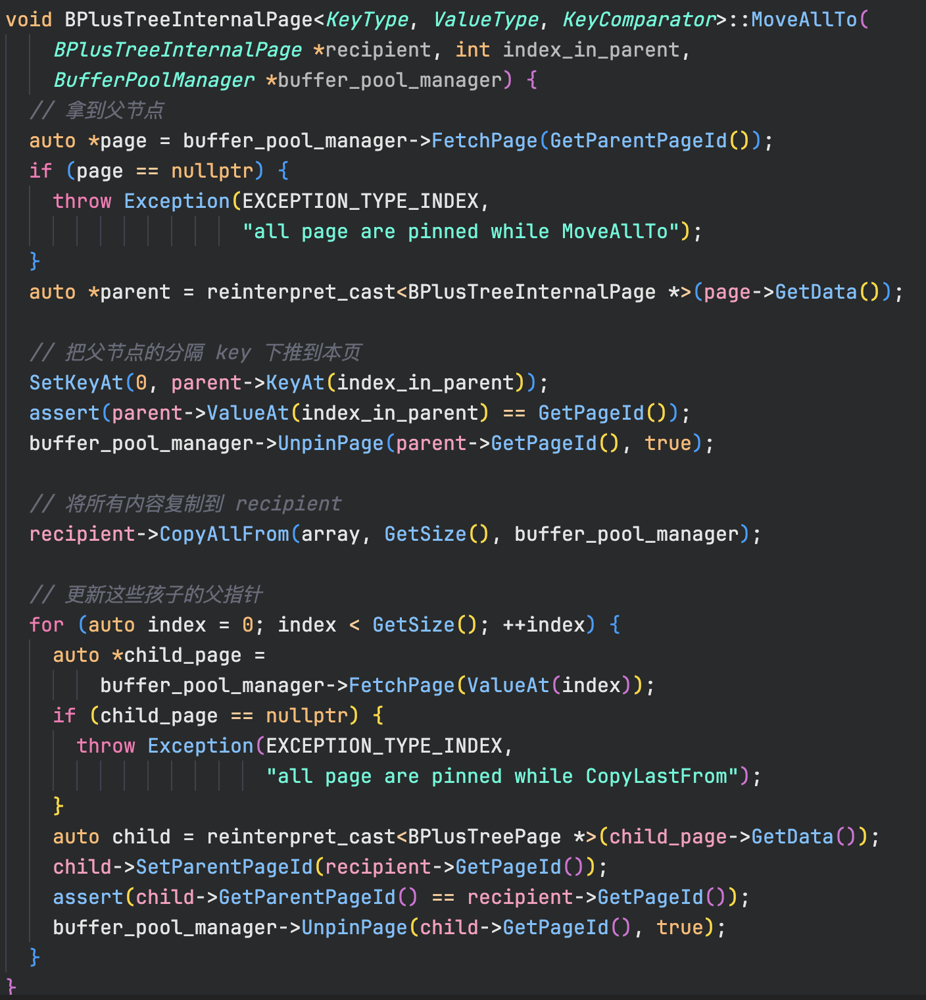 void BPlusTreeInternalPage<KeyType, ValueType, KeyComparator>::MoveAllTo(
    BPlusTreeInternalPage *recipient, int index_in_parent,
    BufferPoolManager *buffer_pool_manager) {
  // 拿到父节点
  auto *page = buffer_pool_manager->FetchPage(GetParentPageId());
  if (page == nullptr) {
    throw Exception(EXCEPTION_TYPE_INDEX,
                    "all page are pinned while MoveAllTo");
  }
  auto *parent = reinterpret_cast<BPlusTreeInternalPage *>(page->GetData());

  // 把父节点的分隔 key 下推到本页
  SetKeyAt(0, parent->KeyAt(index_in_parent));
  assert(parent->ValueAt(index_in_parent) == GetPageId());
  buffer_pool_manager->UnpinPage(parent->GetPageId(), true);

  // 将所有内容复制到 recipient
  recipient->CopyAllFrom(array, GetSize(), buffer_pool_manager);

  // 更新这些孩子的父指针
  for (auto index = 0; index < GetSize(); ++index) {
    auto *child_page =
        buffer_pool_manager->FetchPage(ValueAt(index));
    if (child_page == nullptr) {
      throw Exception(EXCEPTION_TYPE_INDEX,
                      "all page are pinned while CopyLastFrom");
    }
    auto child = reinterpret_cast<BPlusTreePage *>(child_page->GetData());
    child->SetParentPageId(recipient->GetPageId());
    assert(child->GetParentPageId() == recipient->GetPageId());
    buffer_pool_manager->UnpinPage(child->GetPageId(), true);
  }
}